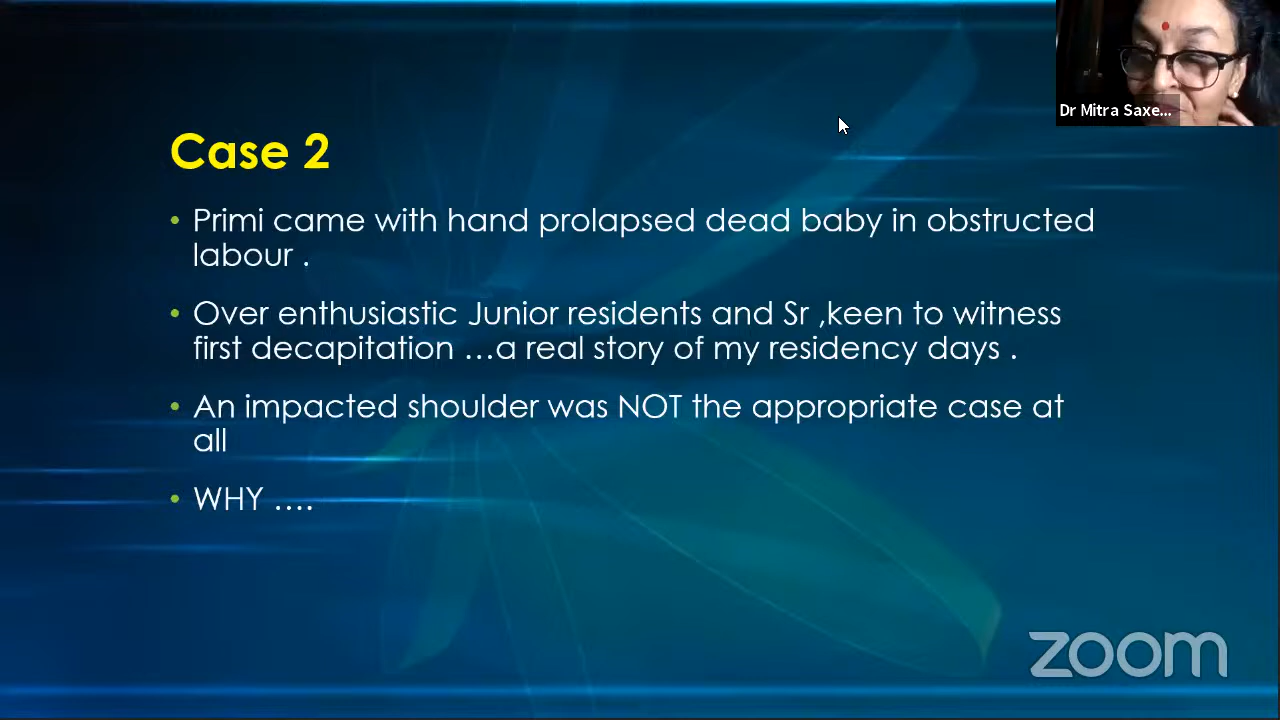 Dr Mitra Saxe...
Case 2
• Primi came with hand prolapsed dead baby in obstructed
labour .
• Over enthusiastic Junior residents and Sr ,keen to witness
first decapitation ...a real story of my residency days .
• An impacted shoulder was NOT the appropriate case at
all
• WHY ....
zoom